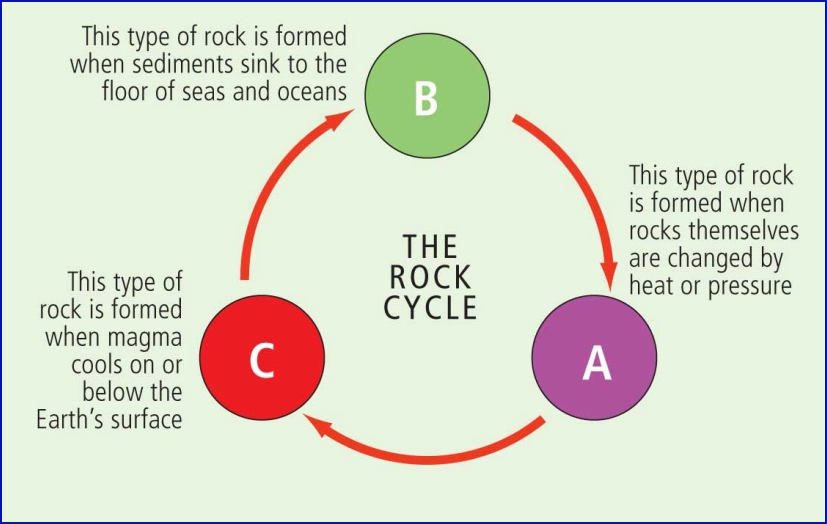 This type of rock is formed
when sediments sink to the
floor of seas and oceans
B
This type of rock
is formed when
rocks themselves
are changed by
heat or pressure
THE
ROCK
CYCLE
This type of
rock is formed
when magma
cools on or
below the
Earth's surface
C
A